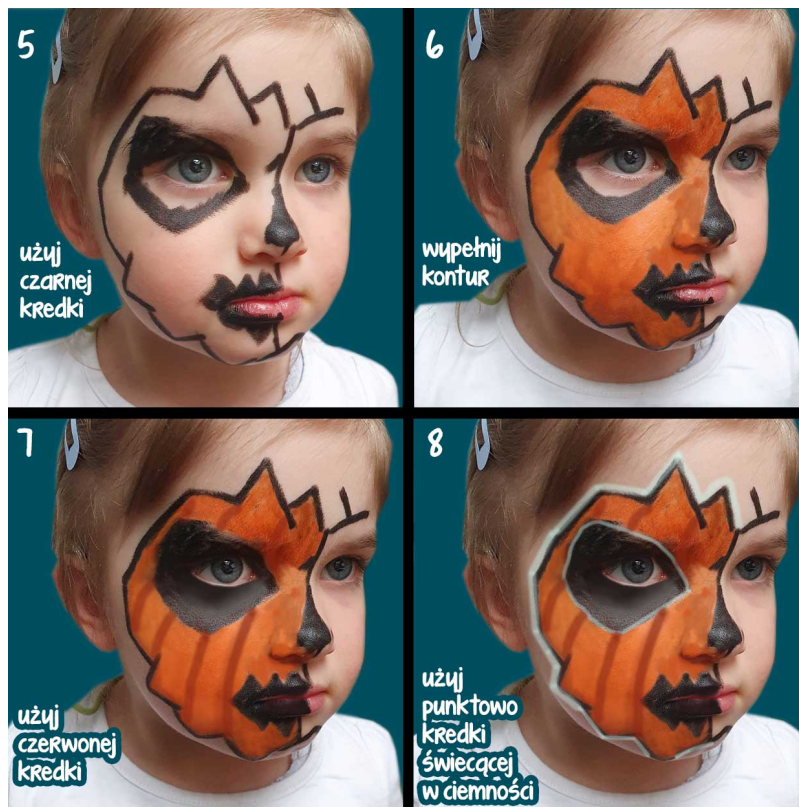 5
użyj
czarnej
kredki
6
wypełnij
kontur
7
użyj
czerwonej
kredki
8
użyj
punktowo
kredki
świecącej
w ciemności